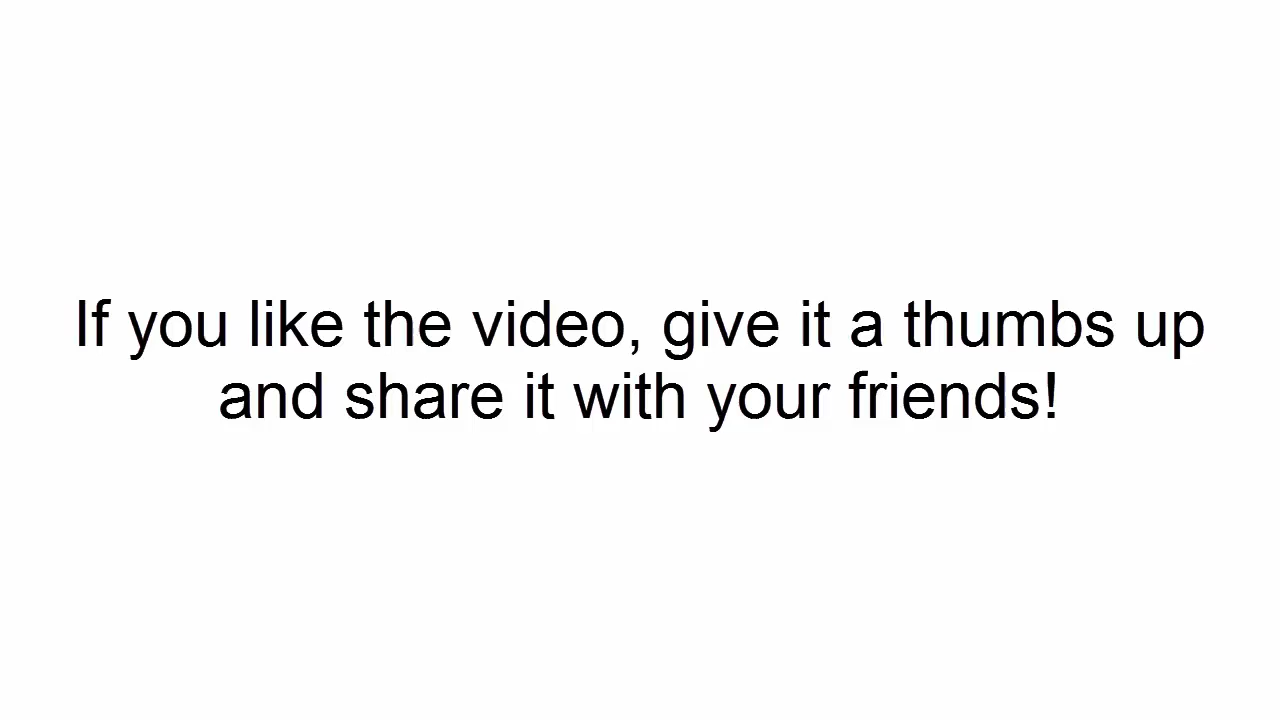 If you like the video, give it a thumbs up
and share it with your friends!